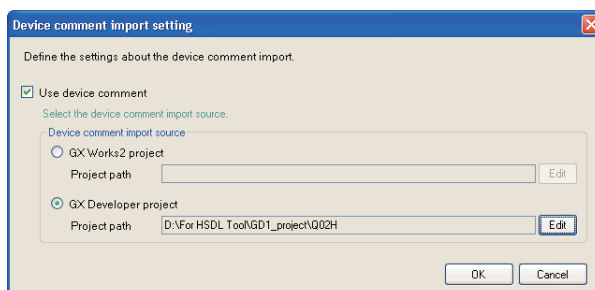 Device comment import setting
Define the settings about the device comment import.
Use device comment
Select the device comment import source.
Device comment import source
GX Works2 project
Project path Edit
GX Developer project
Project path D:\For HSDL Tool\GD1_project\Q02H Edit
OK Cancel